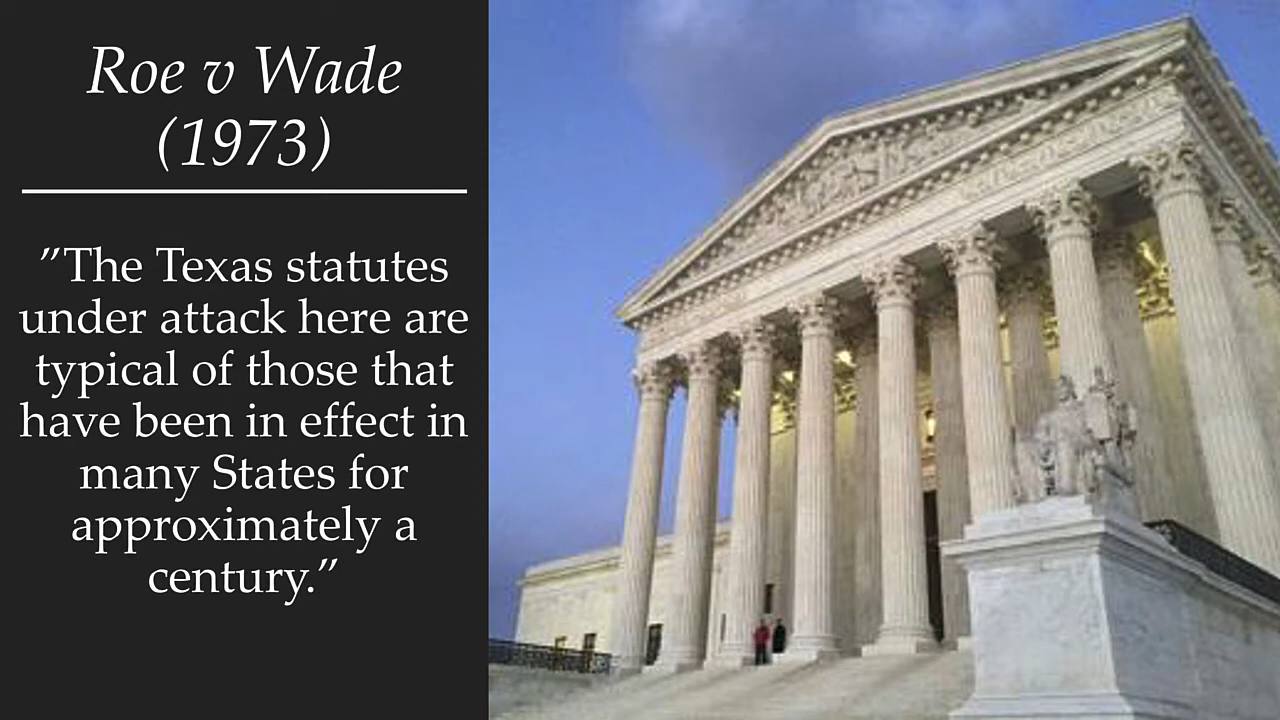 Roe v Wade
(1973)
”The Texas statutes
under attack here are
typical of those that
have been in effect in
many States for
approximately a
century.”